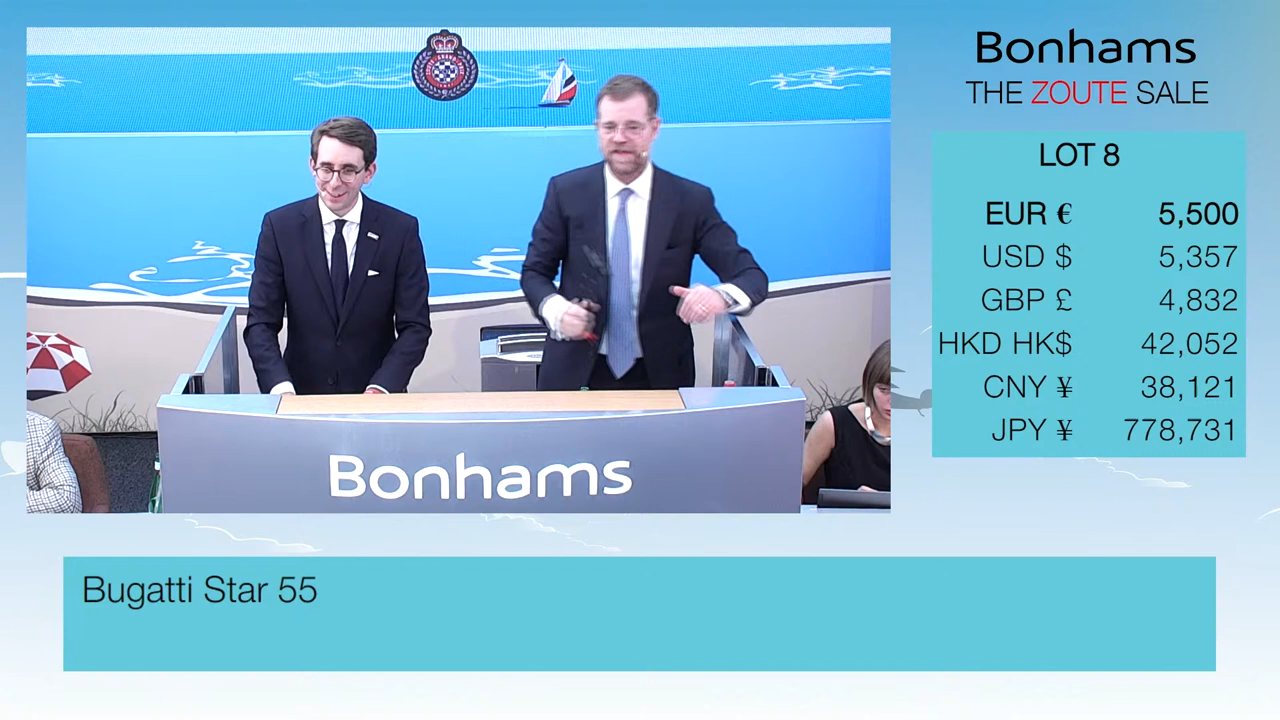 Bonhams
THE ZOUTE SALE
LOT 8
EUR € 5,500
USD $ 5,357
GBP £ 4,832
HKD HK$ 42,052
CNY ¥ 38,121
JPY ¥ 778,731
Bonhams
Bugatti Star 55